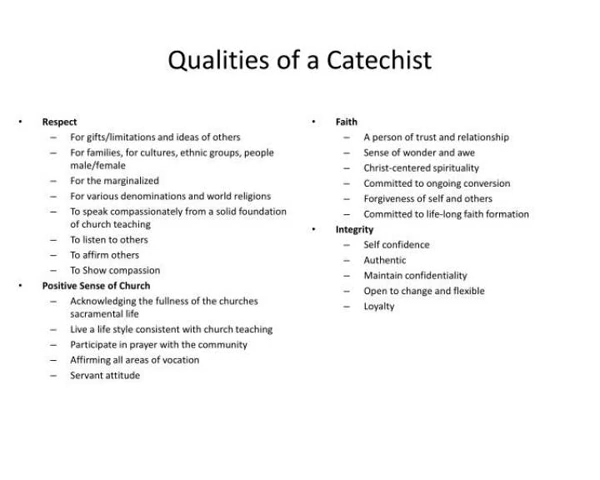 Qualities of a Catechist
• Respect
– For gifts/limitations and ideas of others
– For families, for cultures, ethnic groups, people
male/female
– For the marginalized
– For various denominations and world religions
– To speak compassionately from a solid foundation
of church teaching
– To listen to others
– To affirm others
– To Show compassion
• Positive Sense of Church
– Acknowledging the fullness of the churches
sacramental life
– Live a life style consistent with church teaching
– Participate in prayer with the community
– Affirming all areas of vocation
– Servant attitude
• Faith
– A person of trust and relationship
– Sense of wonder and awe
– Christ-centered spirituality
– Committed to ongoing conversion
– Forgiveness of self and others
– Committed to life-long faith formation
• Integrity
– Self confidence
– Authentic
– Maintain confidentiality
– Open to change and flexible
– Loyalty